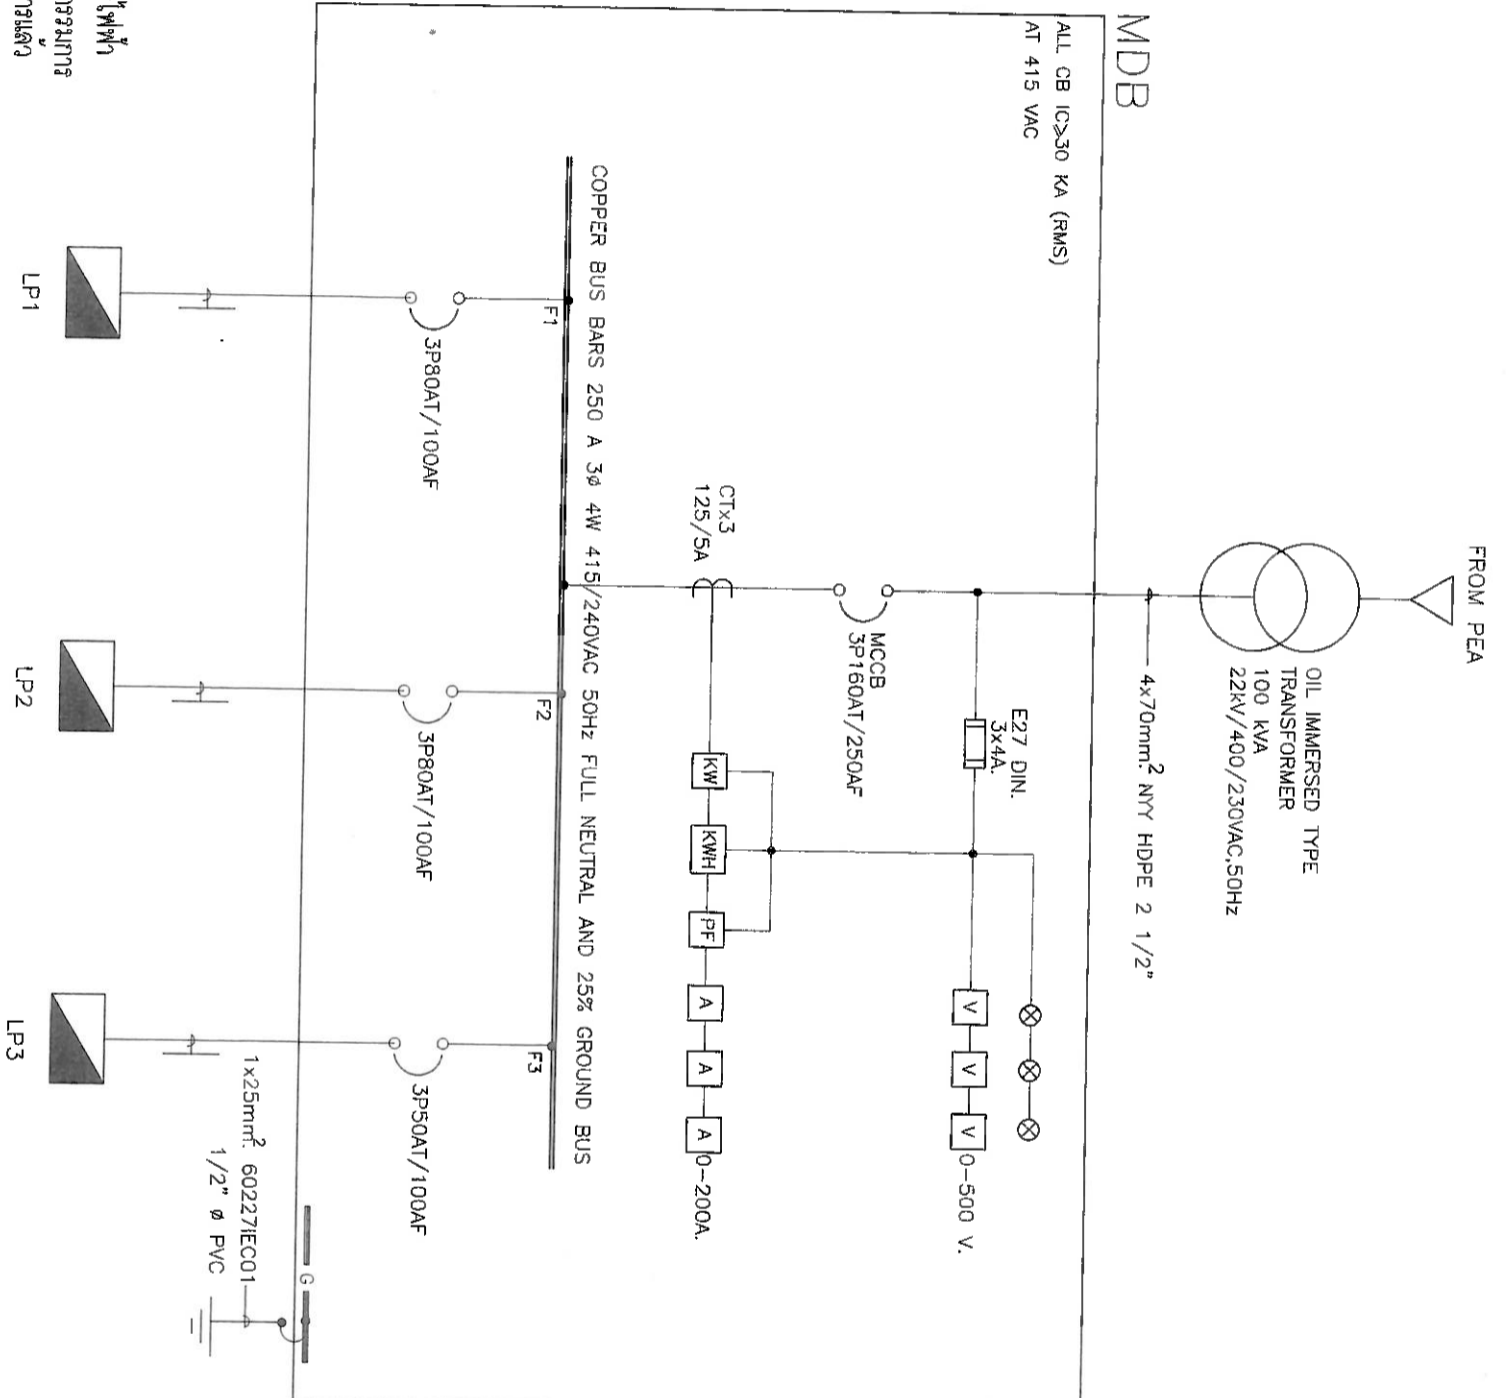 FROM PEA
OIL IMMERSED TYPE
TRANSFORMER
100 kVA
22kV/400/230VAC,50Hz
4x70mm.² NYY HDPE 2 1/2"
MDB
ALL CB IC≥30 KA (RMS)
AT 415 VAC
E27 DIN.
3x4A.
V
V
V
0-500 V.
MCCB
3P160AT/250AF
CTx3
125/5A
KW
KWH
PF
A
A
A
0-200A.
COPPER BUS BARS 250 A 3ø 4W 415/240VAC 50Hz FULL NEUTRAL AND 25% GROUND BUS
F1
F2
F3
3P80AT/100AF
3P80AT/100AF
3P50AT/100AF
G
1x25mm.² 60227IEC01
1/2" ø PVC
LP1
LP2
LP3